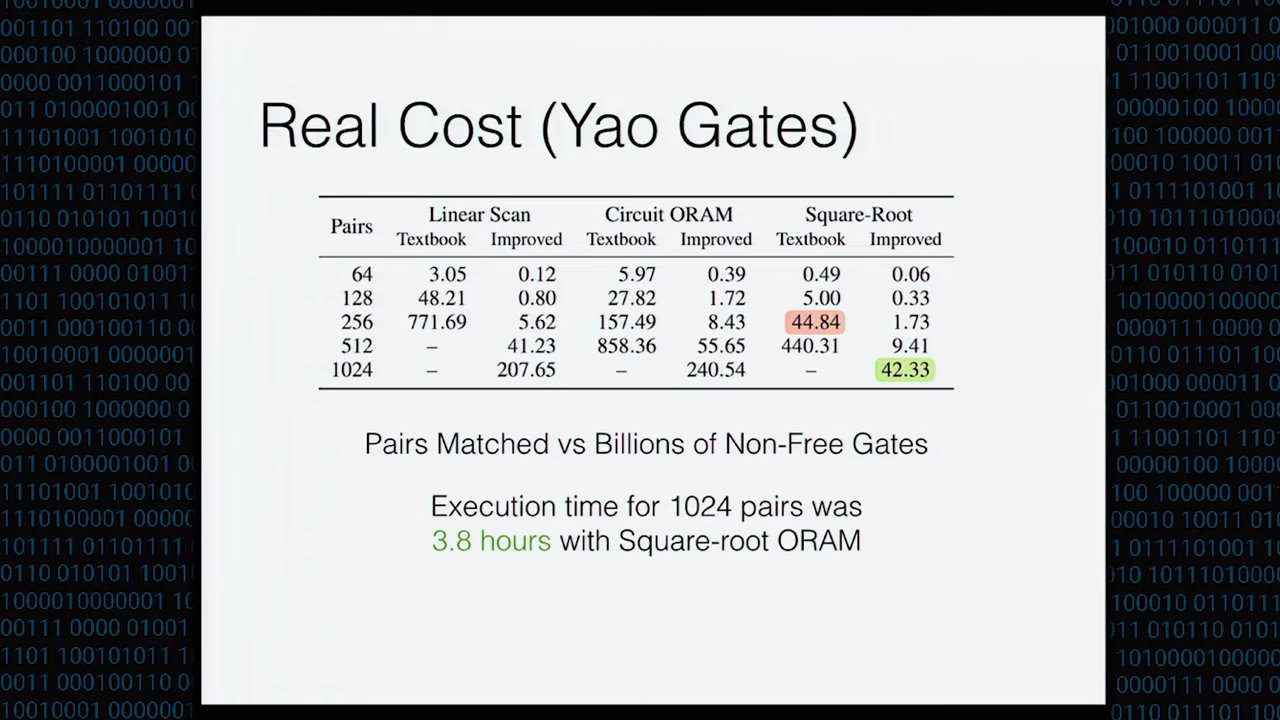 Real Cost (Yao Gates)
Pairs Linear Scan Circuit ORAM Square-Root
Textbook Improved Textbook Improved Textbook Improved
64 3.05 0.12 5.97 0.39 0.49 0.06
128 48.21 0.80 27.82 1.72 5.00 0.33
256 771.69 5.62 157.49 8.43 44.84 1.73
512 – 41.23 858.36 55.65 440.31 9.41
1024 – 207.65 – 240.54 – 42.33
Pairs Matched vs Billions of Non-Free Gates
Execution time for 1024 pairs was
3.8 hours with Square-root ORAM